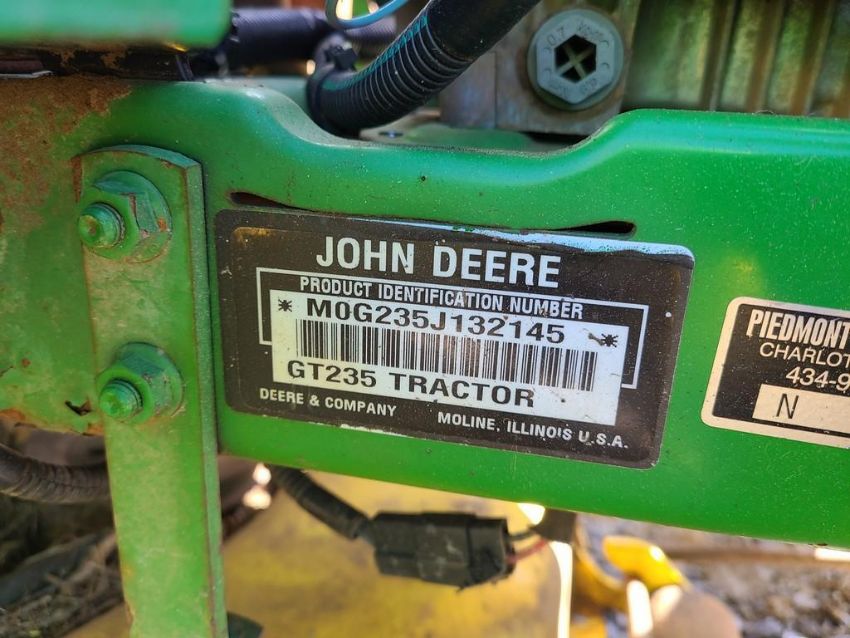 JOHN DEERE
PRODUCT IDENTIFICATION NUMBER
* M0G235J132145 *
GT235 TRACTOR
DEERE & COMPANY MOLINE, ILLINOIS U.S.A.
PIEDMONT
CHARLOT
434-9
N